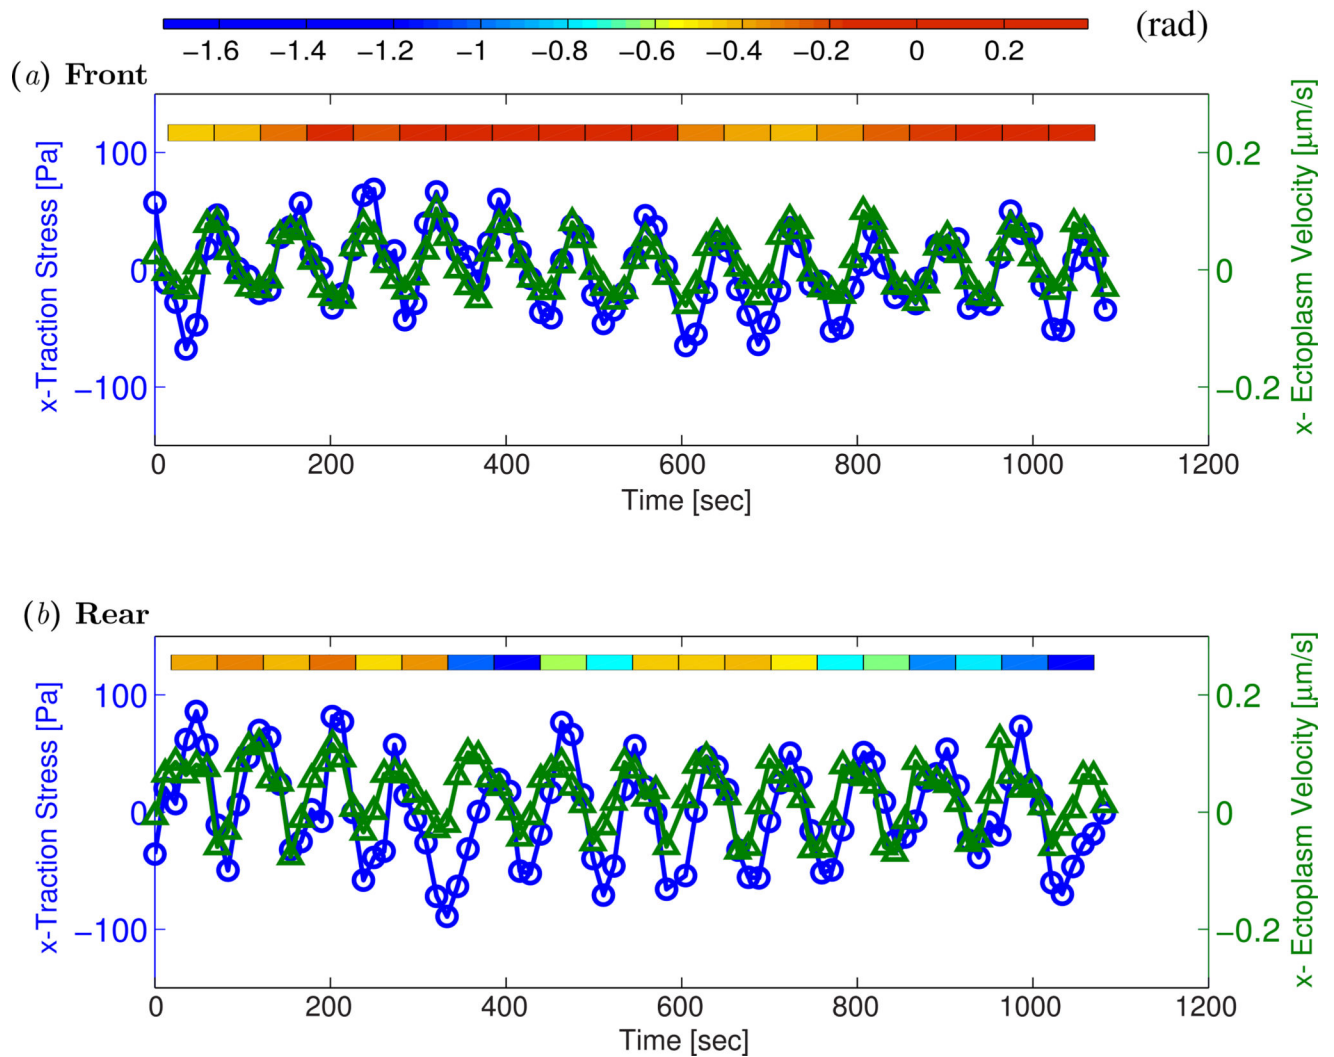 (rad)
−1.6 −1.4 −1.2 −1 −0.8 −0.6 −0.4 −0.2 0 0.2
(a) Front
x-Traction Stress [Pa]
100
0
−100
0.2
0
−0.2
x- Ectoplasm Velocity [μm/s]
0 200 400 600 800 1000 1200
Time [sec]
(b) Rear
x-Traction Stress [Pa]
100
0
−100
0.2
0
−0.2
x- Ectoplasm Velocity [μm/s]
0 200 400 600 800 1000 1200
Time [sec]